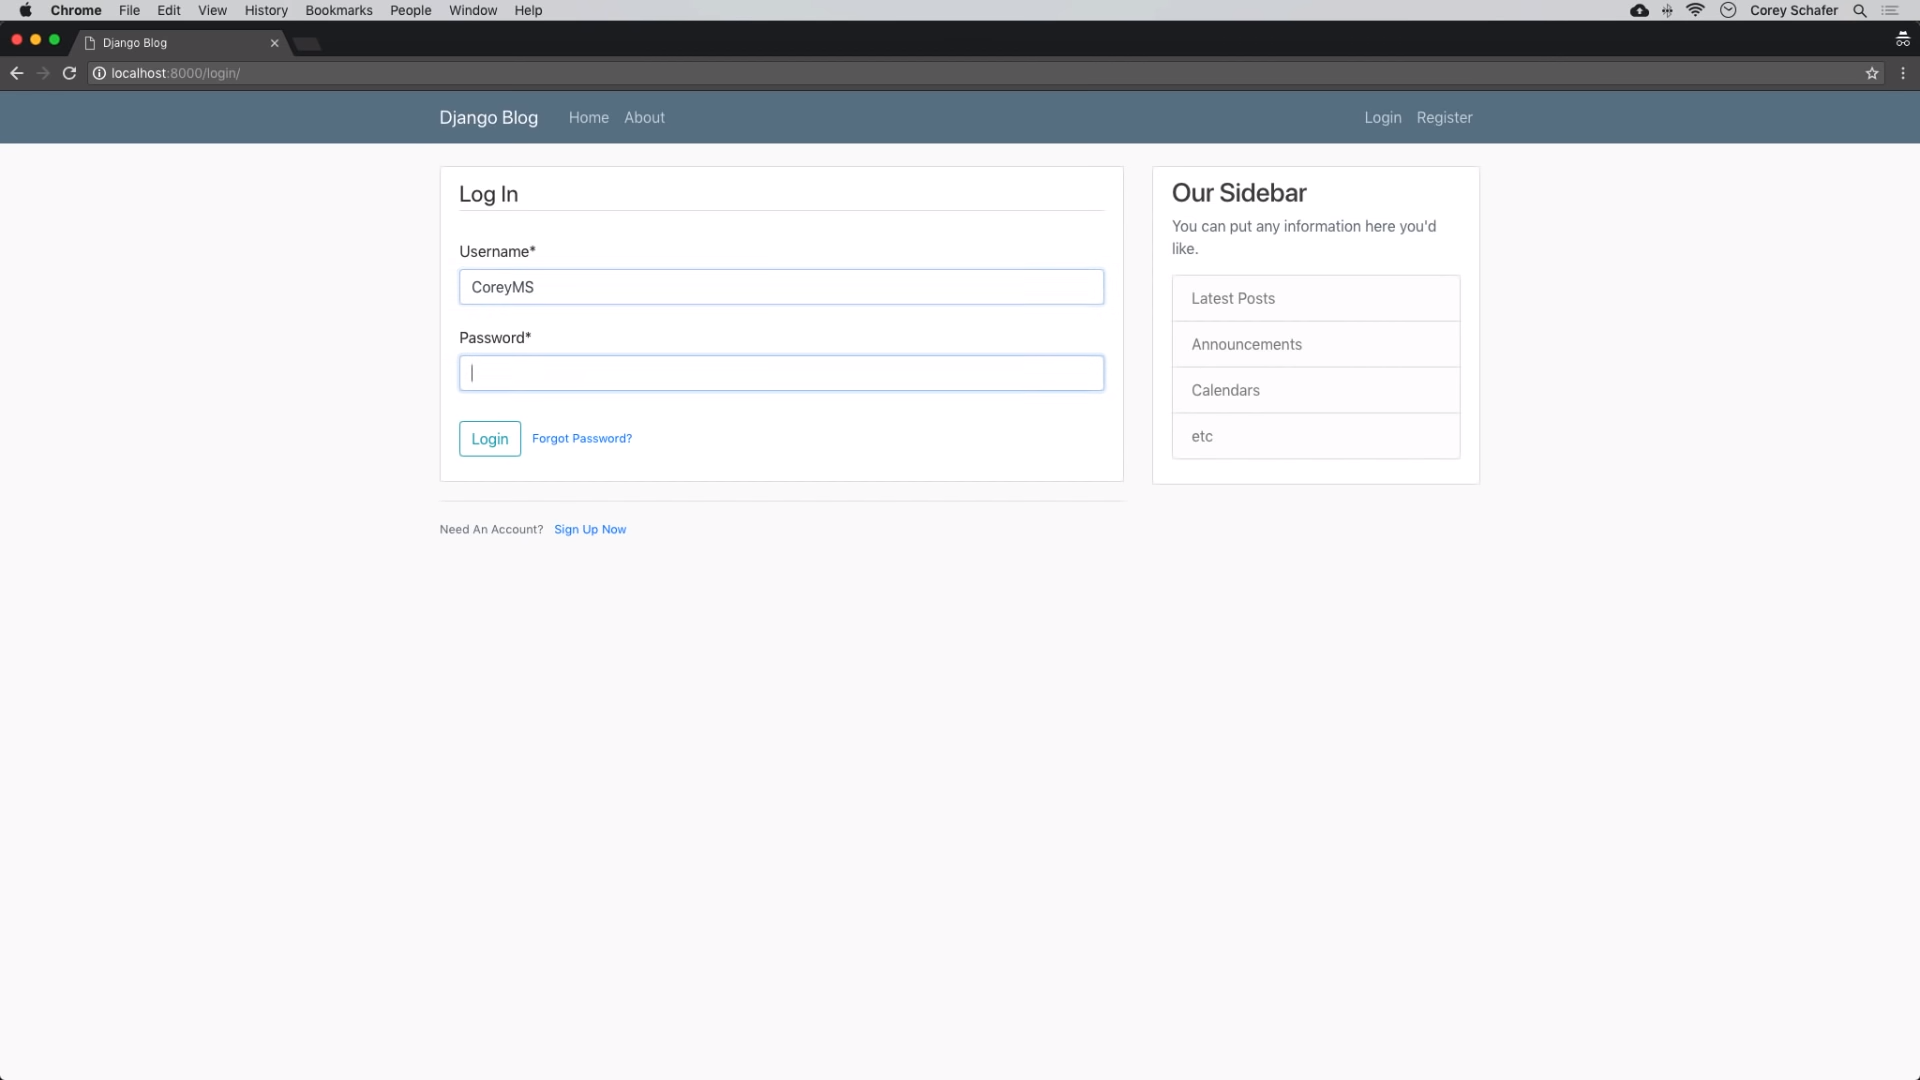 Chrome File Edit View History Bookmarks People Window Help Corey Schafer
Django Blog
localhost:8000/login/
Django Blog Home About Login Register
Log In
Username*
CoreyMS
Password*
Login Forgot Password?
Need An Account? Sign Up Now
Our Sidebar
You can put any information here you'd
like.
Latest Posts
Announcements
Calendars
etc